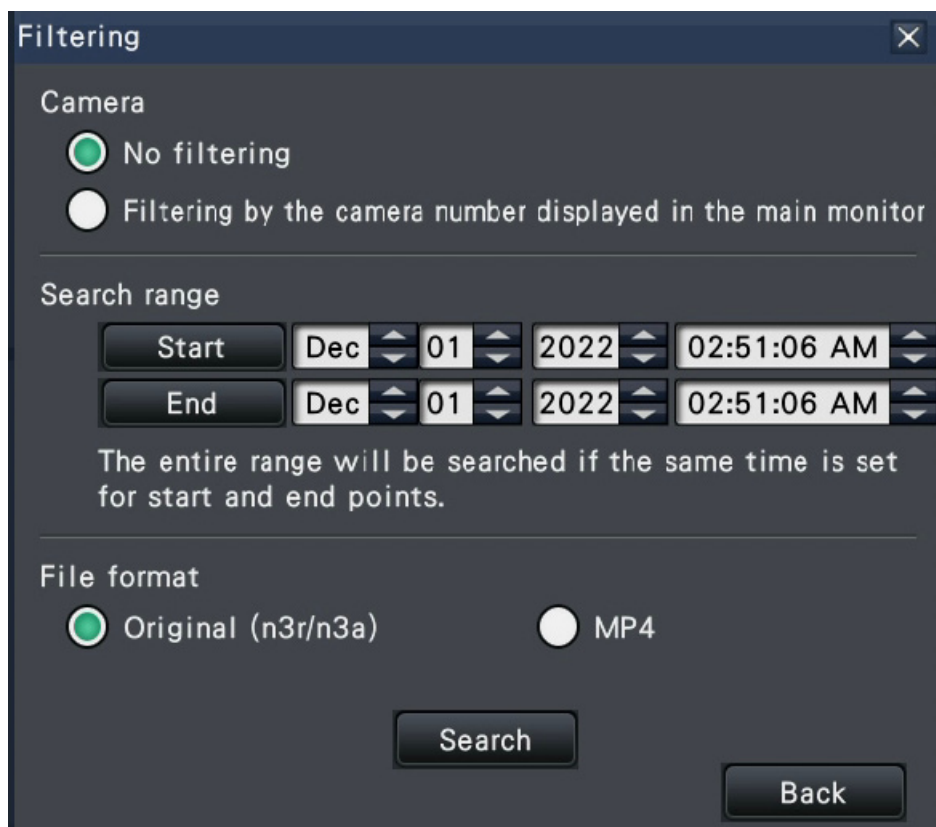 Filtering
Camera
No filtering
Filtering by the camera number displayed in the main monitor
Search range
Start Dec 01 2022 02:51:06 AM
End Dec 01 2022 02:51:06 AM
The entire range will be searched if the same time is set
for start and end points.
File format
Original (n3r/n3a) MP4
Search
Back